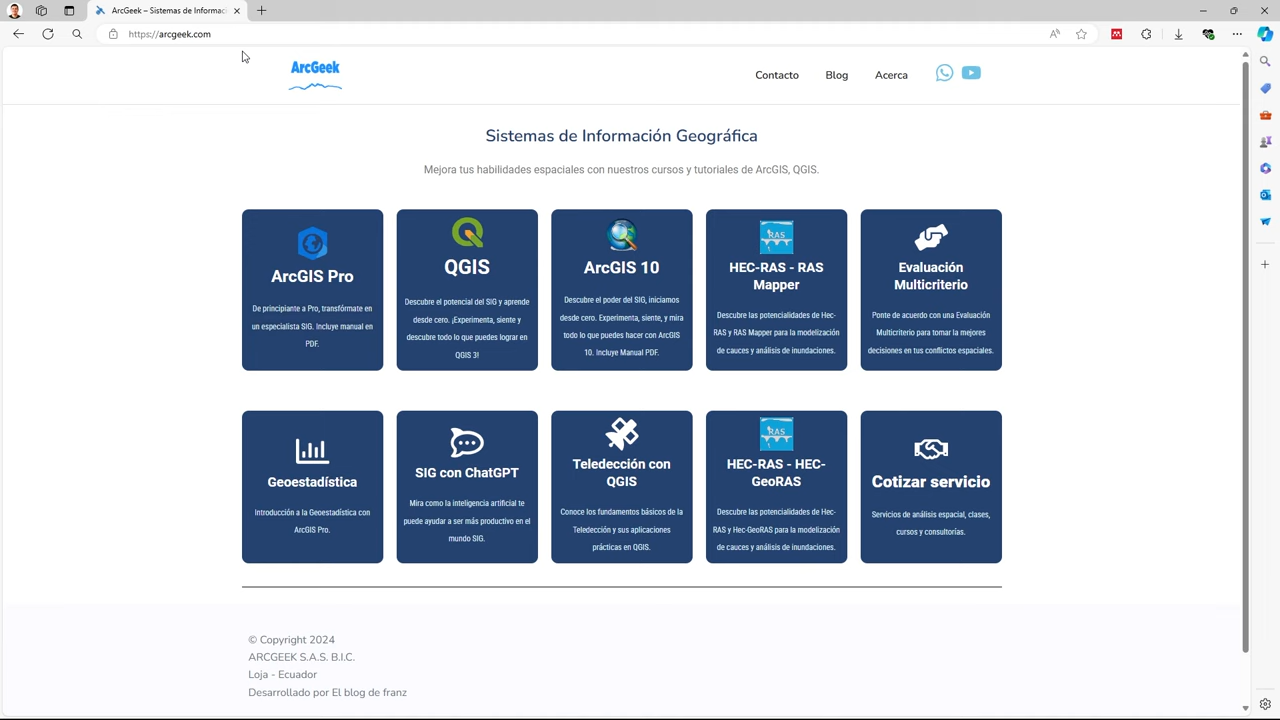 ArcGeek – Sistemas de Informac
https://arcgeek.com
ArcGeek
Contacto
Blog
Acerca
Sistemas de Información Geográfica
Mejora tus habilidades espaciales con nuestros cursos y tutoriales de ArcGIS, QGIS.
ArcGIS Pro
De principiante a Pro, transfórmate en
un especialista SIG. Incluye manual en
PDF.
QGIS
Descubre el potencial del SIG y aprende
desde cero. ¡Experimenta, siente y
descubre todo lo que puedes lograr en
QGIS 3!
ArcGIS 10
Descubre el poder del SIG, iniciamos
desde cero. Experimenta, siente, y mira
todo lo que puedes hacer con ArcGIS
10. Incluye Manual PDF.
RAS
HEC-RAS - RAS
Mapper
Descubre las potencialidades de Hec-
RAS y RAS Mapper para la modelización
de cauces y análisis de inundaciones.
Evaluación
Multicriterio
Ponte de acuerdo con una Evaluación
Multicriterio para tomar la mejores
decisiones en tus conflictos espaciales.
Geoestadística
Introducción a la Geoestadística con
ArcGIS Pro.
SIG con ChatGPT
Mira como la inteligencia artificial te
puede ayudar a ser más productivo en el
mundo SIG.
Teledección con
QGIS
Conoce los fundamentos básicos de la
Teledección y sus aplicaciones
prácticas en QGIS.
RAS
HEC-RAS - HEC-
GeoRAS
Descubre las potencialidades de Hec-
RAS y Hec-GeoRAS para la modelización
de cauces y análisis de inundaciones.
Cotizar servicio
Servicios de análisis espacial, clases,
cursos y consultorías.
© Copyright 2024
ARCGEEK S.A.S. B.I.C.
Loja - Ecuador
Desarrollado por El blog de franz